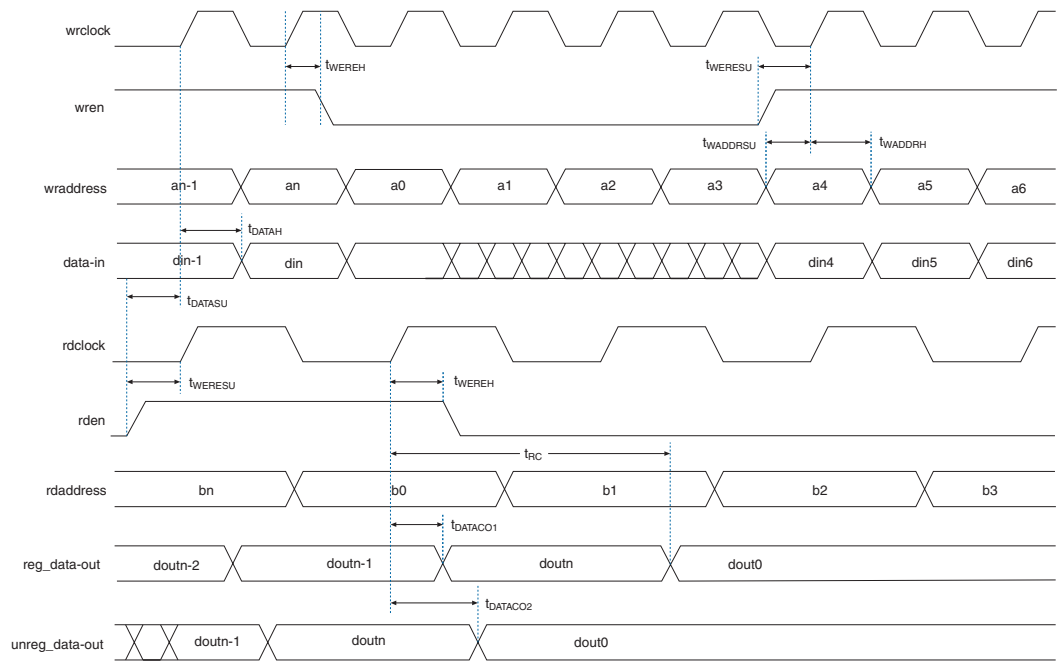 wrclock
tWEREH
tWERESU
wren
tWADDRSU tWADDRH
wraddress an-1 an a0 a1 a2 a3 a4 a5 a6
tDATAH
data-in din-1 din din4 din5 din6
tDATASU
rdclock
tWERESU tWEREH
rden
tRC
rdaddress bn b0 b1 b2 b3
tDATACO1
reg_data-out doutn-2 doutn-1 doutn dout0
tDATACO2
unreg_data-out doutn-1 doutn dout0